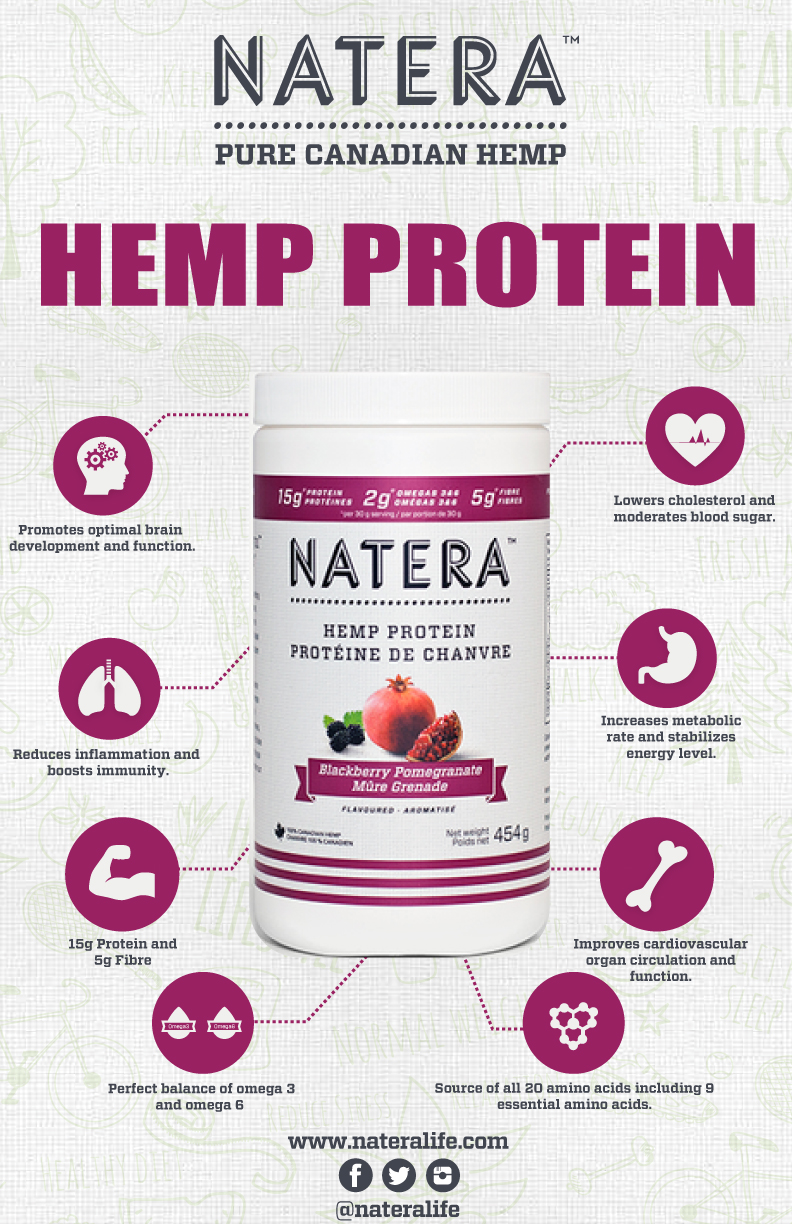 NATERA™
PURE CANADIAN HEMP
HEMP PROTEIN
Promotes optimal brain
development and function.
Lowers cholesterol and
moderates blood sugar.
15g* PROTEIN PROTÉINES 2g* OMEGAS 3&6 OMÉGAS 3&6 5g* FIBRE FIBRES
*per 30 g serving / par portion de 30 g
NATERA™
HEMP PROTEIN
PROTÉINE DE CHANVRE
Blackberry Pomegranate
Mûre Grenade
FLAVOURED - AROMATISÉ
100% CANADIAN HEMP
CHANVRE 100 % CANADIEN
Net weight
Poids net 454g
Reduces inflammation and
boosts immunity.
Increases metabolic
rate and stabilizes
energy level.
15g Protein and
5g Fibre
Improves cardiovascular
organ circulation and
function.
Omega3 Omega6
Perfect balance of omega 3
and omega 6
Source of all 20 amino acids including 9
essential amino acids.
www.nateralife.com
@nateralife